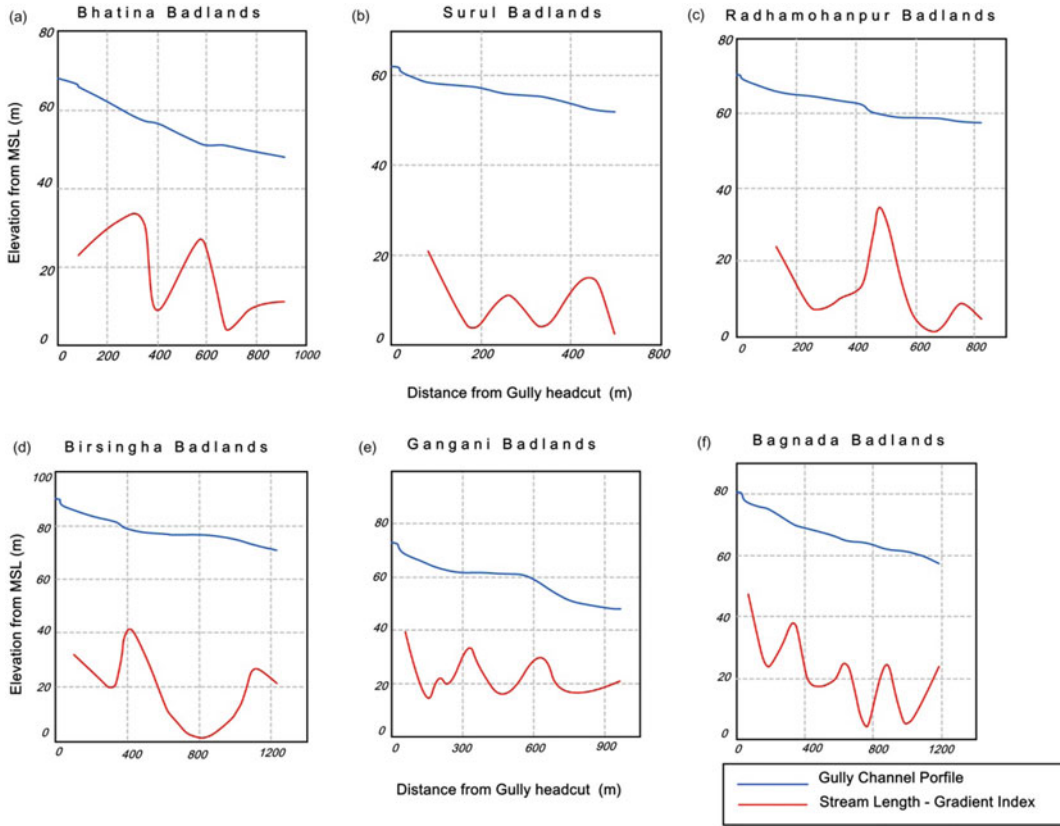 (a) Bhatina Badlands
80
60
40
20
0
0 200 400 600 800 1000
Elevation from MSL (m)
(b) Surul Badlands
60
40
20
0
0 200 400 800
(c) Radhamohanpur Badlands
80
60
40
20
0
0 200 400 600 800
Distance from Gully headcut (m)
(d) Birsingha Badlands
100
80
60
40
20
0
0 400 800 1200
Elevation from MSL (m)
(e) Gangani Badlands
80
60
40
20
0
0 300 600 900
Distance from Gully headcut (m)
(f) Bagnada Badlands
80
60
40
20
0
0 400 800 1200
Gully Channel Porfile
Stream Length - Gradient Index